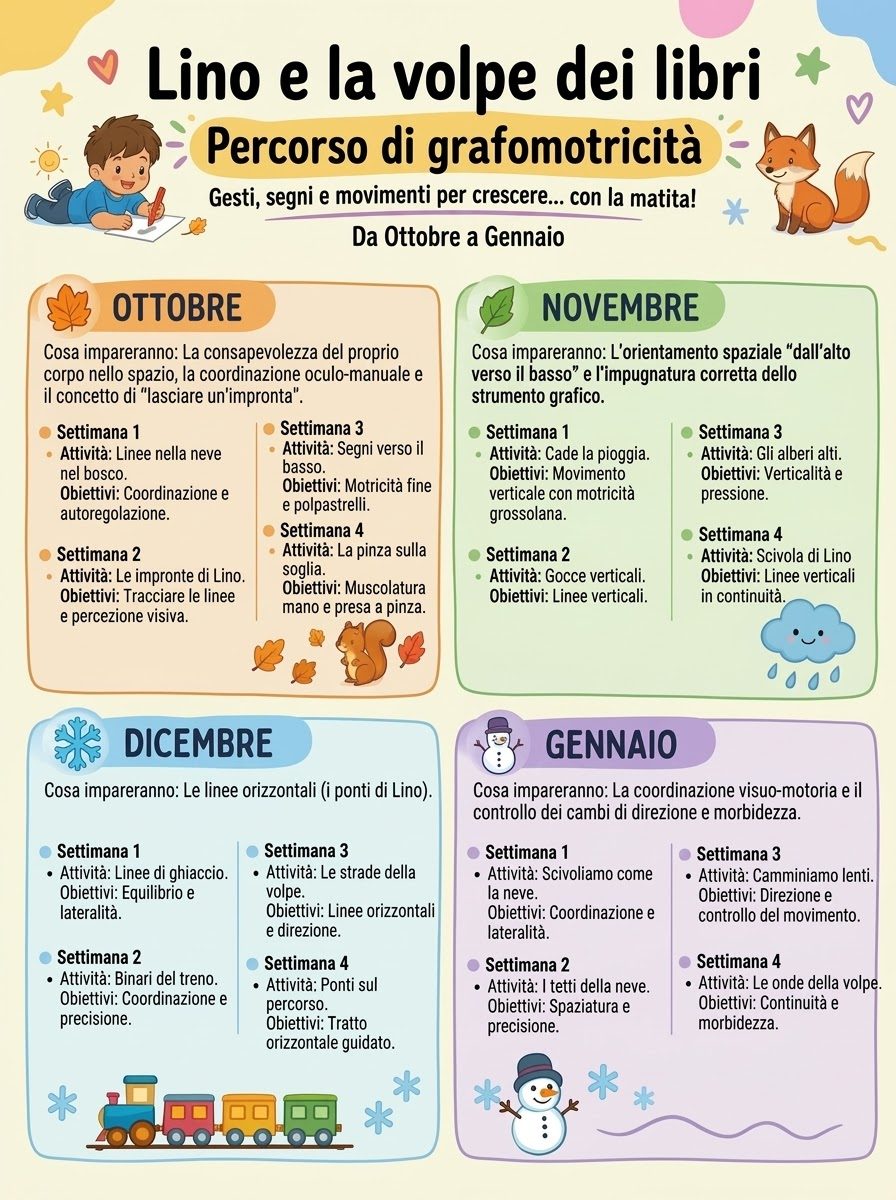 Lino e la volpe dei libri
Percorso di grafomotricità
Gesti, segni e movimenti per crescere... con la matita!
Da Ottobre a Gennaio
OTTOBRE
Cosa impareranno: La consapevolezza del proprio
corpo nello spazio, la coordinazione oculo-manuale e
il concetto di "lasciare un'impronta".
Settimana 1
Attività: Linee nella neve
nel bosco.
Obiettivi: Coordinazione e
autoregolazione.
Settimana 2
Attività: Le impronte di Lino.
Obiettivi: Tracciare le linee
e percezione visiva.
Settimana 3
Attività: Segni verso il
basso.
Obiettivi: Motricità fine
e polpastrelli.
Settimana 4
Attività: La pinza sulla
soglia.
Obiettivi: Muscolatura
mano e presa a pinza.
NOVEMBRE
Cosa impareranno: L'orientamento spaziale "dall'alto
verso il basso" e l'impugnatura corretta dello
strumento grafico.
Settimana 1
Attività: Cade la pioggia.
Obiettivi: Movimento
verticale con motricità
grossolana.
Settimana 2
Attività: Gocce verticali.
Obiettivi: Linee verticali.
Settimana 3
Attività: Gli alberi alti.
Obiettivi: Verticalità e
pressione.
Settimana 4
Attività: Scivola di Lino
Obiettivi: Linee verticali
in continuità.
DICEMBRE
Cosa impareranno: Le linee orizzontali (i ponti di Lino).
Settimana 1
Attività: Linee di ghiaccio.
Obiettivi: Equilibrio e
lateralità.
Settimana 2
Attività: Binari del treno.
Obiettivi: Coordinazione e
precisione.
Settimana 3
Attività: Le strade della
volpe.
Obiettivi: Linee orizzontali
e direzione.
Settimana 4
Attività: Ponti sul
percorso.
Obiettivi: Tratto
orizzontale guidato.
GENNAIO
Cosa impareranno: La coordinazione visuo-motoria e il
controllo dei cambi di direzione e morbidezza.
Settimana 1
Attività: Scivoliamo come
la neve.
Obiettivi: Coordinazione e
lateralità.
Settimana 2
Attività: I tetti della neve.
Obiettivi: Spaziatura e
precisione.
Settimana 3
Attività: Camminiamo lenti.
Obiettivi: Direzione e
controllo del movimento.
Settimana 4
Attività: Le onde della volpe.
Obiettivi: Continuità e
morbidezza.